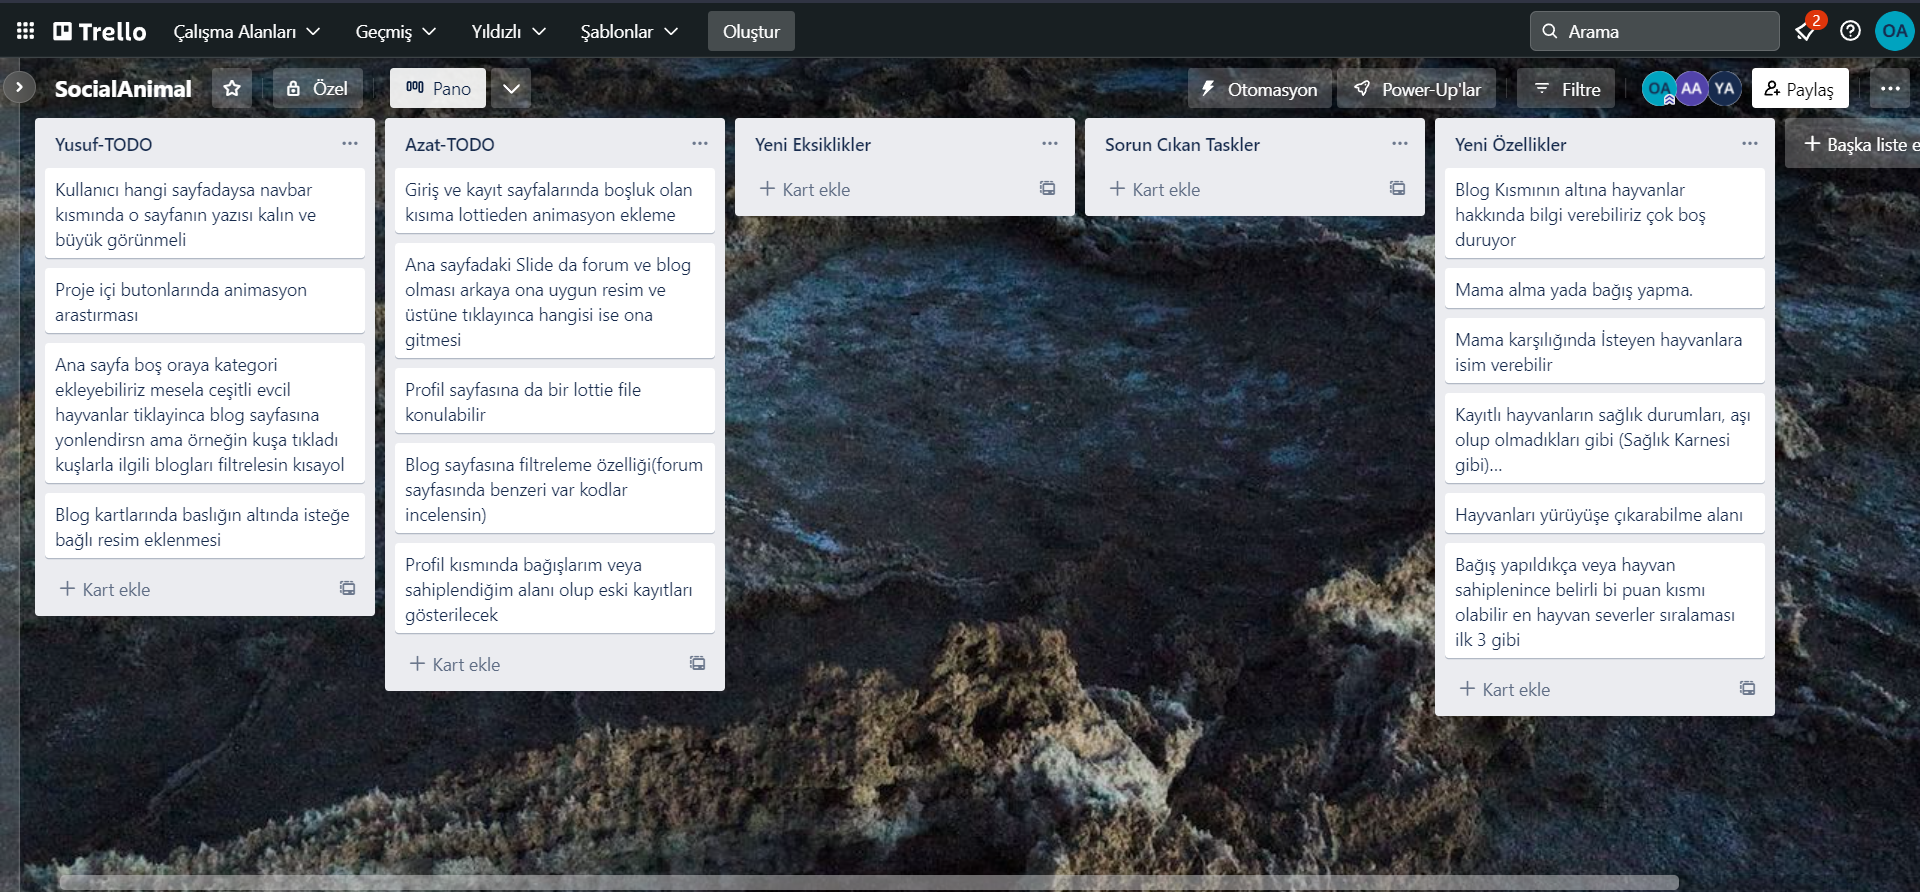 Trello
Çalışma Alanları
Geçmiş
Yıldızlı
Şablonlar
Oluştur
Arama
2
OA
SocialAnimal
Özel
Pano
Otomasyon
Power-Up'lar
Filtre
OA
AA
YA
Paylaş
Yusuf-TODO
Kullanıcı hangi sayfadaysa navbar
kısmında o sayfanın yazısı kalın ve
büyük görünmeli
Proje içi butonlarında animasyon
arastırması
Ana sayfa boş oraya kategori
ekleyebiliriz mesela ceşitli evcil
hayvanlar tiklayinca blog sayfasına
yonlendirsn ama örneğin kuşa tıkladı
kuşlarla ilgili blogları filtrelesin kısayol
Blog kartlarında baslığın altında isteğe
bağlı resim eklenmesi
Kart ekle
Azat-TODO
Giriş ve kayıt sayfalarında boşluk olan
kısıma lottieden animasyon ekleme
Ana sayfadaki Slide da forum ve blog
olması arkaya ona uygun resim ve
üstüne tıklayınca hangisi ise ona
gitmesi
Profil sayfasına da bir lottie file
konulabilir
Blog sayfasına filtreleme özelliği(forum
sayfasında benzeri var kodlar
incelensin)
Profil kısmında bağışlarım veya
sahiplendiğim alanı olup eski kayıtları
gösterilecek
Kart ekle
Yeni Eksiklikler
Kart ekle
Sorun Cıkan Taskler
Kart ekle
Yeni Özellikler
Blog Kısmının altına hayvanlar
hakkında bilgi verebiliriz çok boş
duruyor
Mama alma yada bağış yapma.
Mama karşılığında İsteyen hayvanlara
isim verebilir
Kayıtlı hayvanların sağlık durumları, aşı
olup olmadıkları gibi (Sağlık Karnesi
gibi)...
Hayvanları yürüyüşe çıkarabilme alanı
Bağış yapıldıkça veya hayvan
sahiplenince belirli bi puan kısmı
olabilir en hayvan severler sıralaması
ilk 3 gibi
Kart ekle
Başka liste e